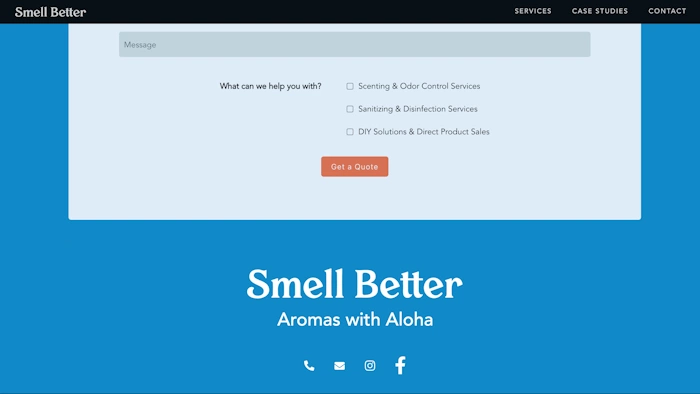 Smell Better
SERVICES CASE STUDIES CONTACT
Message
What can we help you with?
Scenting & Odor Control Services
Sanitizing & Disinfection Services
DIY Solutions & Direct Product Sales
Get a Quote
Smell Better
Aromas with Aloha